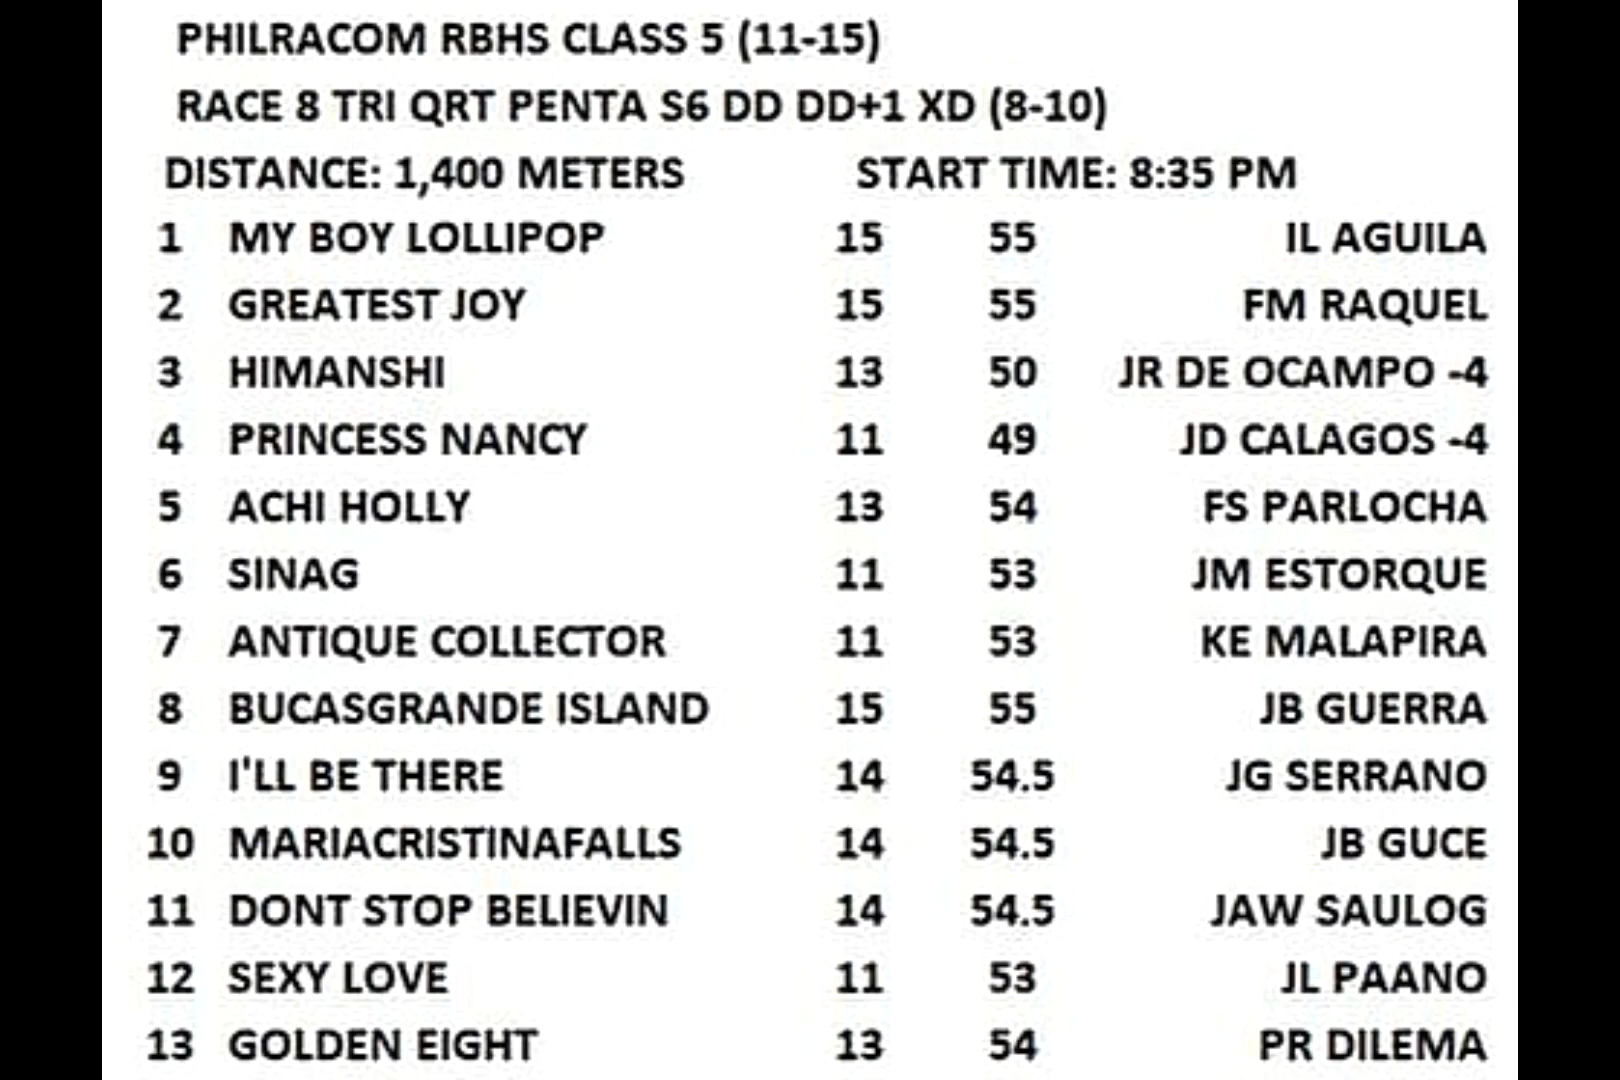 PHILRACOM RBHS CLASS 5 (11-15)
RACE 8 TRI QRT PENTA S6 DD DD+1 XD (8-10)
DISTANCE: 1,400 METERS START TIME: 8:35 PM
1 MY BOY LOLLIPOP 15 55 IL AGUILA
2 GREATEST JOY 15 55 FM RAQUEL
3 HIMANSHI 13 50 JR DE OCAMPO -4
4 PRINCESS NANCY 11 49 JD CALAGOS -4
5 ACHI HOLLY 13 54 FS PARLOCHA
6 SINAG 11 53 JM ESTORQUE
7 ANTIQUE COLLECTOR 11 53 KE MALAPIRA
8 BUCASGRANDE ISLAND 15 55 JB GUERRA
9 I'LL BE THERE 14 54.5 JG SERRANO
10 MARIACRISTINAFALLS 14 54.5 JB GUCE
11 DONT STOP BELIEVIN 14 54.5 JAW SAULOG
12 SEXY LOVE 11 53 JL PAANO
13 GOLDEN EIGHT 13 54 PR DILEMA